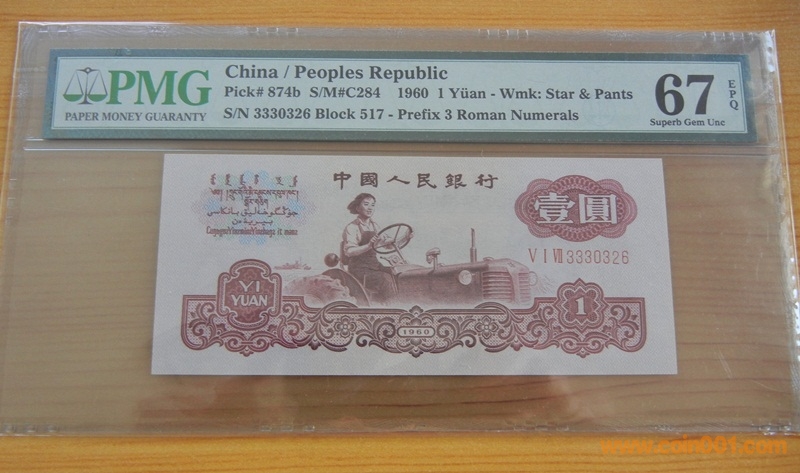 PMG
PAPER MONEY GUARANTY
China / Peoples Republic
Pick# 874b S/M#C284 1960 1 Yüan - Wmk: Star & Pants
S/N 3330326 Block 517 - Prefix 3 Roman Numerals
67
EPQ
Superb Gem Unc
中國人民銀行
壹圓
V I VII 3330326
YI
YUAN
1960
1
www.coin001.com